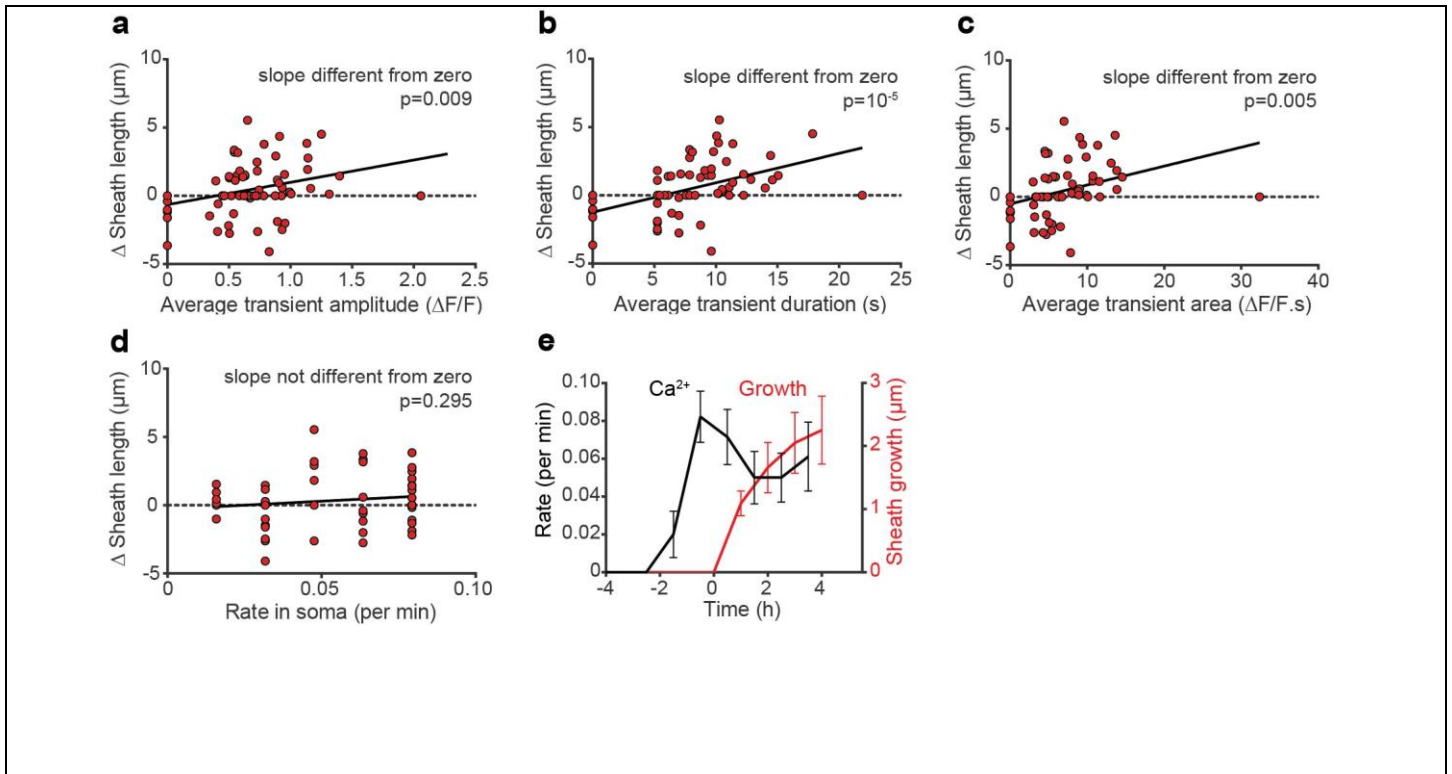 a
10
5
0
-5
Δ Sheath length (µm)
slope different from zero
p=0.009
0
0.5
1.0
1.5
2.0
2.5
Average transient amplitude (ΔF/F)
b
10
5
0
-5
Δ Sheath length (µm)
slope different from zero
p=10⁻⁵
0
5
10
15
20
25
Average transient duration (s)
c
10
5
0
-5
Δ Sheath length (µm)
slope different from zero
p=0.005
0
10
20
30
40
Average transient area (ΔF/F.s)
d
10
5
0
-5
Δ Sheath length (µm)
slope not different from zero
p=0.295
0
0.05
0.10
Rate in soma (per min)
e
0.10
0.08
0.06
0.04
0.02
0
Rate (per min)
Ca²⁺
Growth
3
2
1
0
Sheath growth (µm)
-4
-2
0
2
4
Time (h)